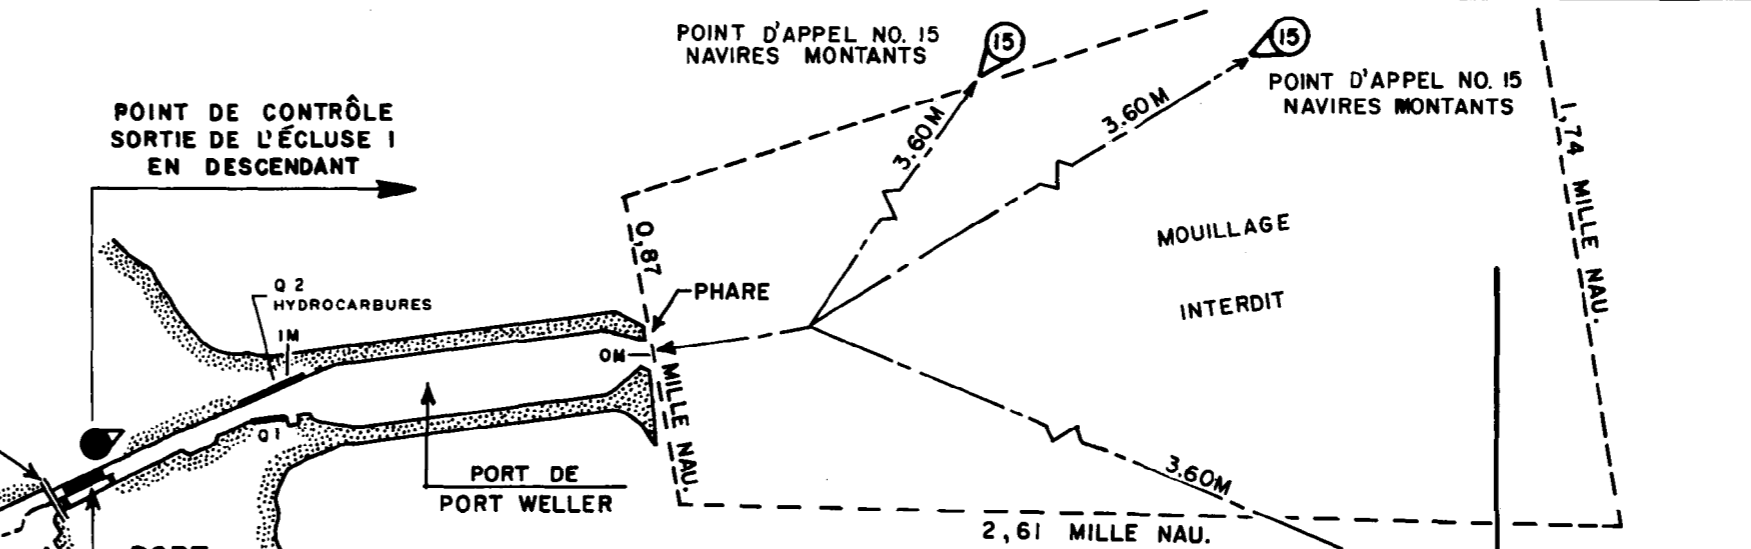 POINT D'APPEL NO. 15
NAVIRES MONTANTS
15
15
POINT D'APPEL NO. 15
NAVIRES MONTANTS
POINT DE CONTRÔLE
SORTIE DE L'ÉCLUSE 1
EN DESCENDANT
3.60M
3.60M
1,74 MILLE NAU.
0,87 MILLE NAU.
MOUILLAGE
INTERDIT
Q 2
HYDROCARBURES
1M
PHARE
0M
Q 1
PORT DE
PORT WELLER
3.60M
2,61 MILLE NAU.